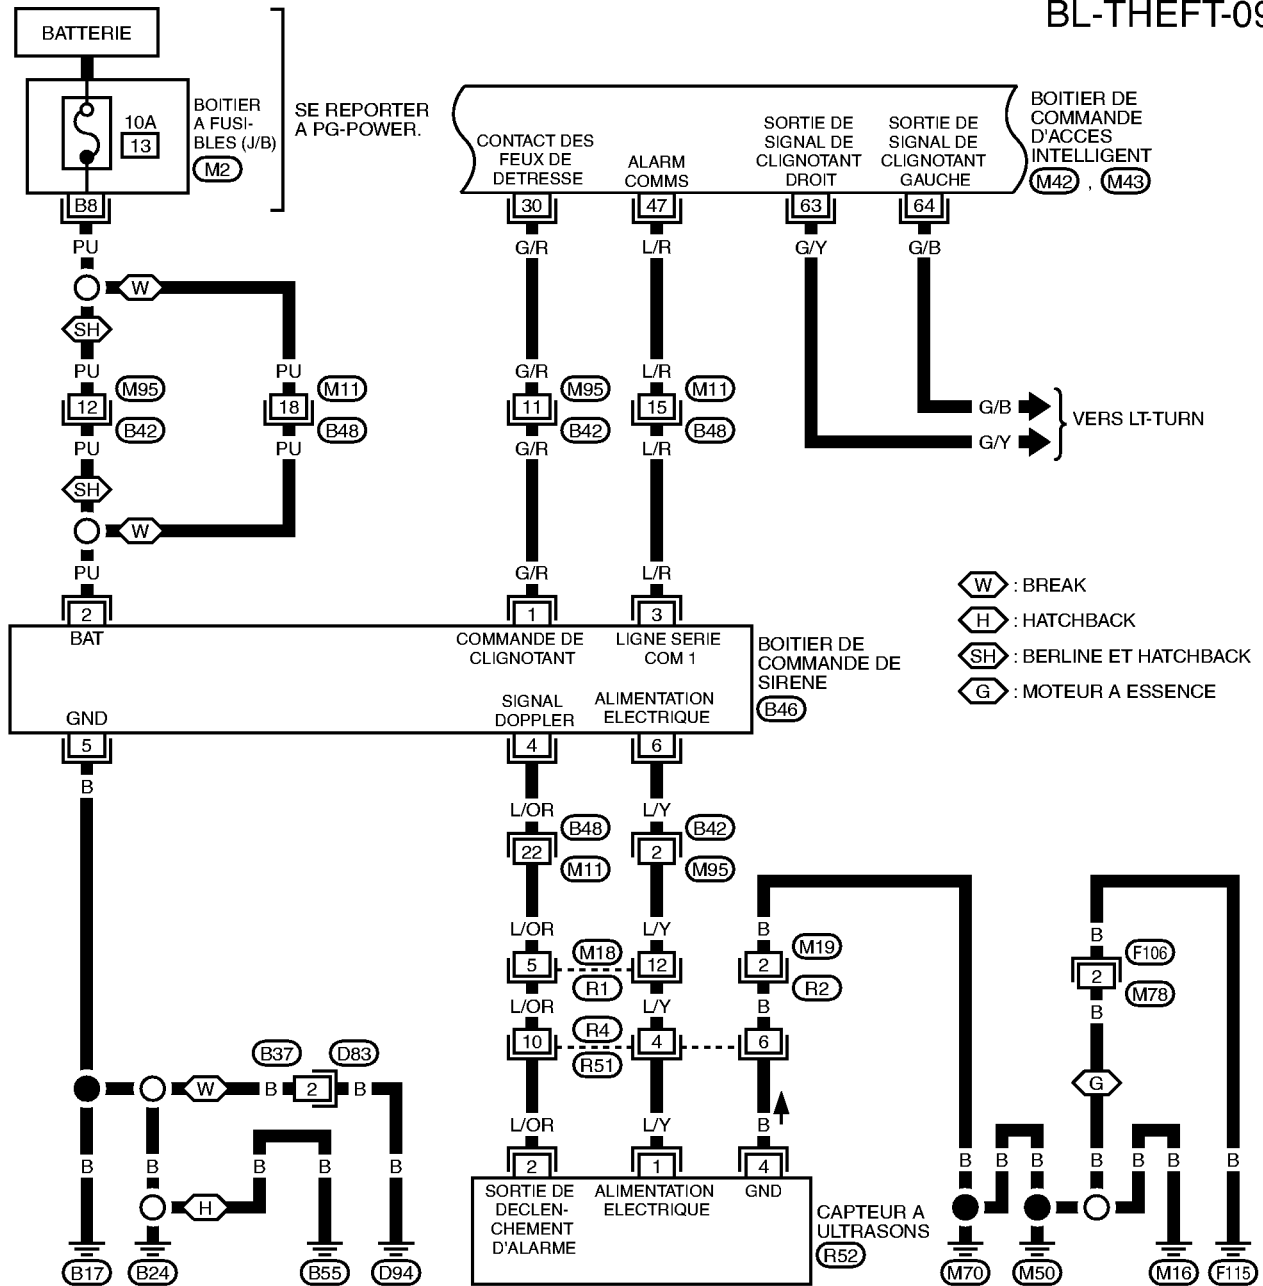 BL-THEFT-09
BATTERIE
10A
13
BOITIER
A FUSI-
BLES (J/B)
M2
SE REPORTER
A PG-POWER.
B8
CONTACT DES
FEUX DE
DETRESSE
ALARM
COMMS
SORTIE DE
SIGNAL DE
CLIGNOTANT
DROIT
SORTIE DE
SIGNAL DE
CLIGNOTANT
GAUCHE
BOITIER DE
COMMANDE
D'ACCES
INTELLIGENT
M42 , M43
30
47
63
64
PU
G/R
L/R
G/Y
G/B
W
SH
PU
PU
G/R
L/R
12
M95
B42
18
M11
B48
11
M95
B42
15
M11
B48
G/B
G/Y
VERS LT-TURN
PU
PU
G/R
L/R
SH
W
PU
G/R
L/R
2
1
3
W : BREAK
H : HATCHBACK
SH : BERLINE ET HATCHBACK
G : MOTEUR A ESSENCE
BAT
COMMANDE DE
CLIGNOTANT
LIGNE SERIE
COM 1
BOITIER DE
COMMANDE DE
SIRENE
B46
GND
SIGNAL
DOPPLER
ALIMENTATION
ELECTRIQUE
5
4
6
B
L/OR
L/Y
22
B48
M11
2
B42
M95
L/OR
L/Y
B
5
M18
R1
12
2
M19
R2
B
2
F106
M78
B
L/OR
L/Y
B
10
R4
R51
4
6
B37
D83
W
B
2
B
G
L/OR
L/Y
B
2
1
4
B
B
B
B
B
H
SORTIE DE
DECLEN-
CHEMENT
D'ALARME
ALIMENTATION
ELECTRIQUE
GND
CAPTEUR A
ULTRASONS
R52
B
B
B
B
B
B
B
B17
B24
B55
D94
M70
M50
M16
F115